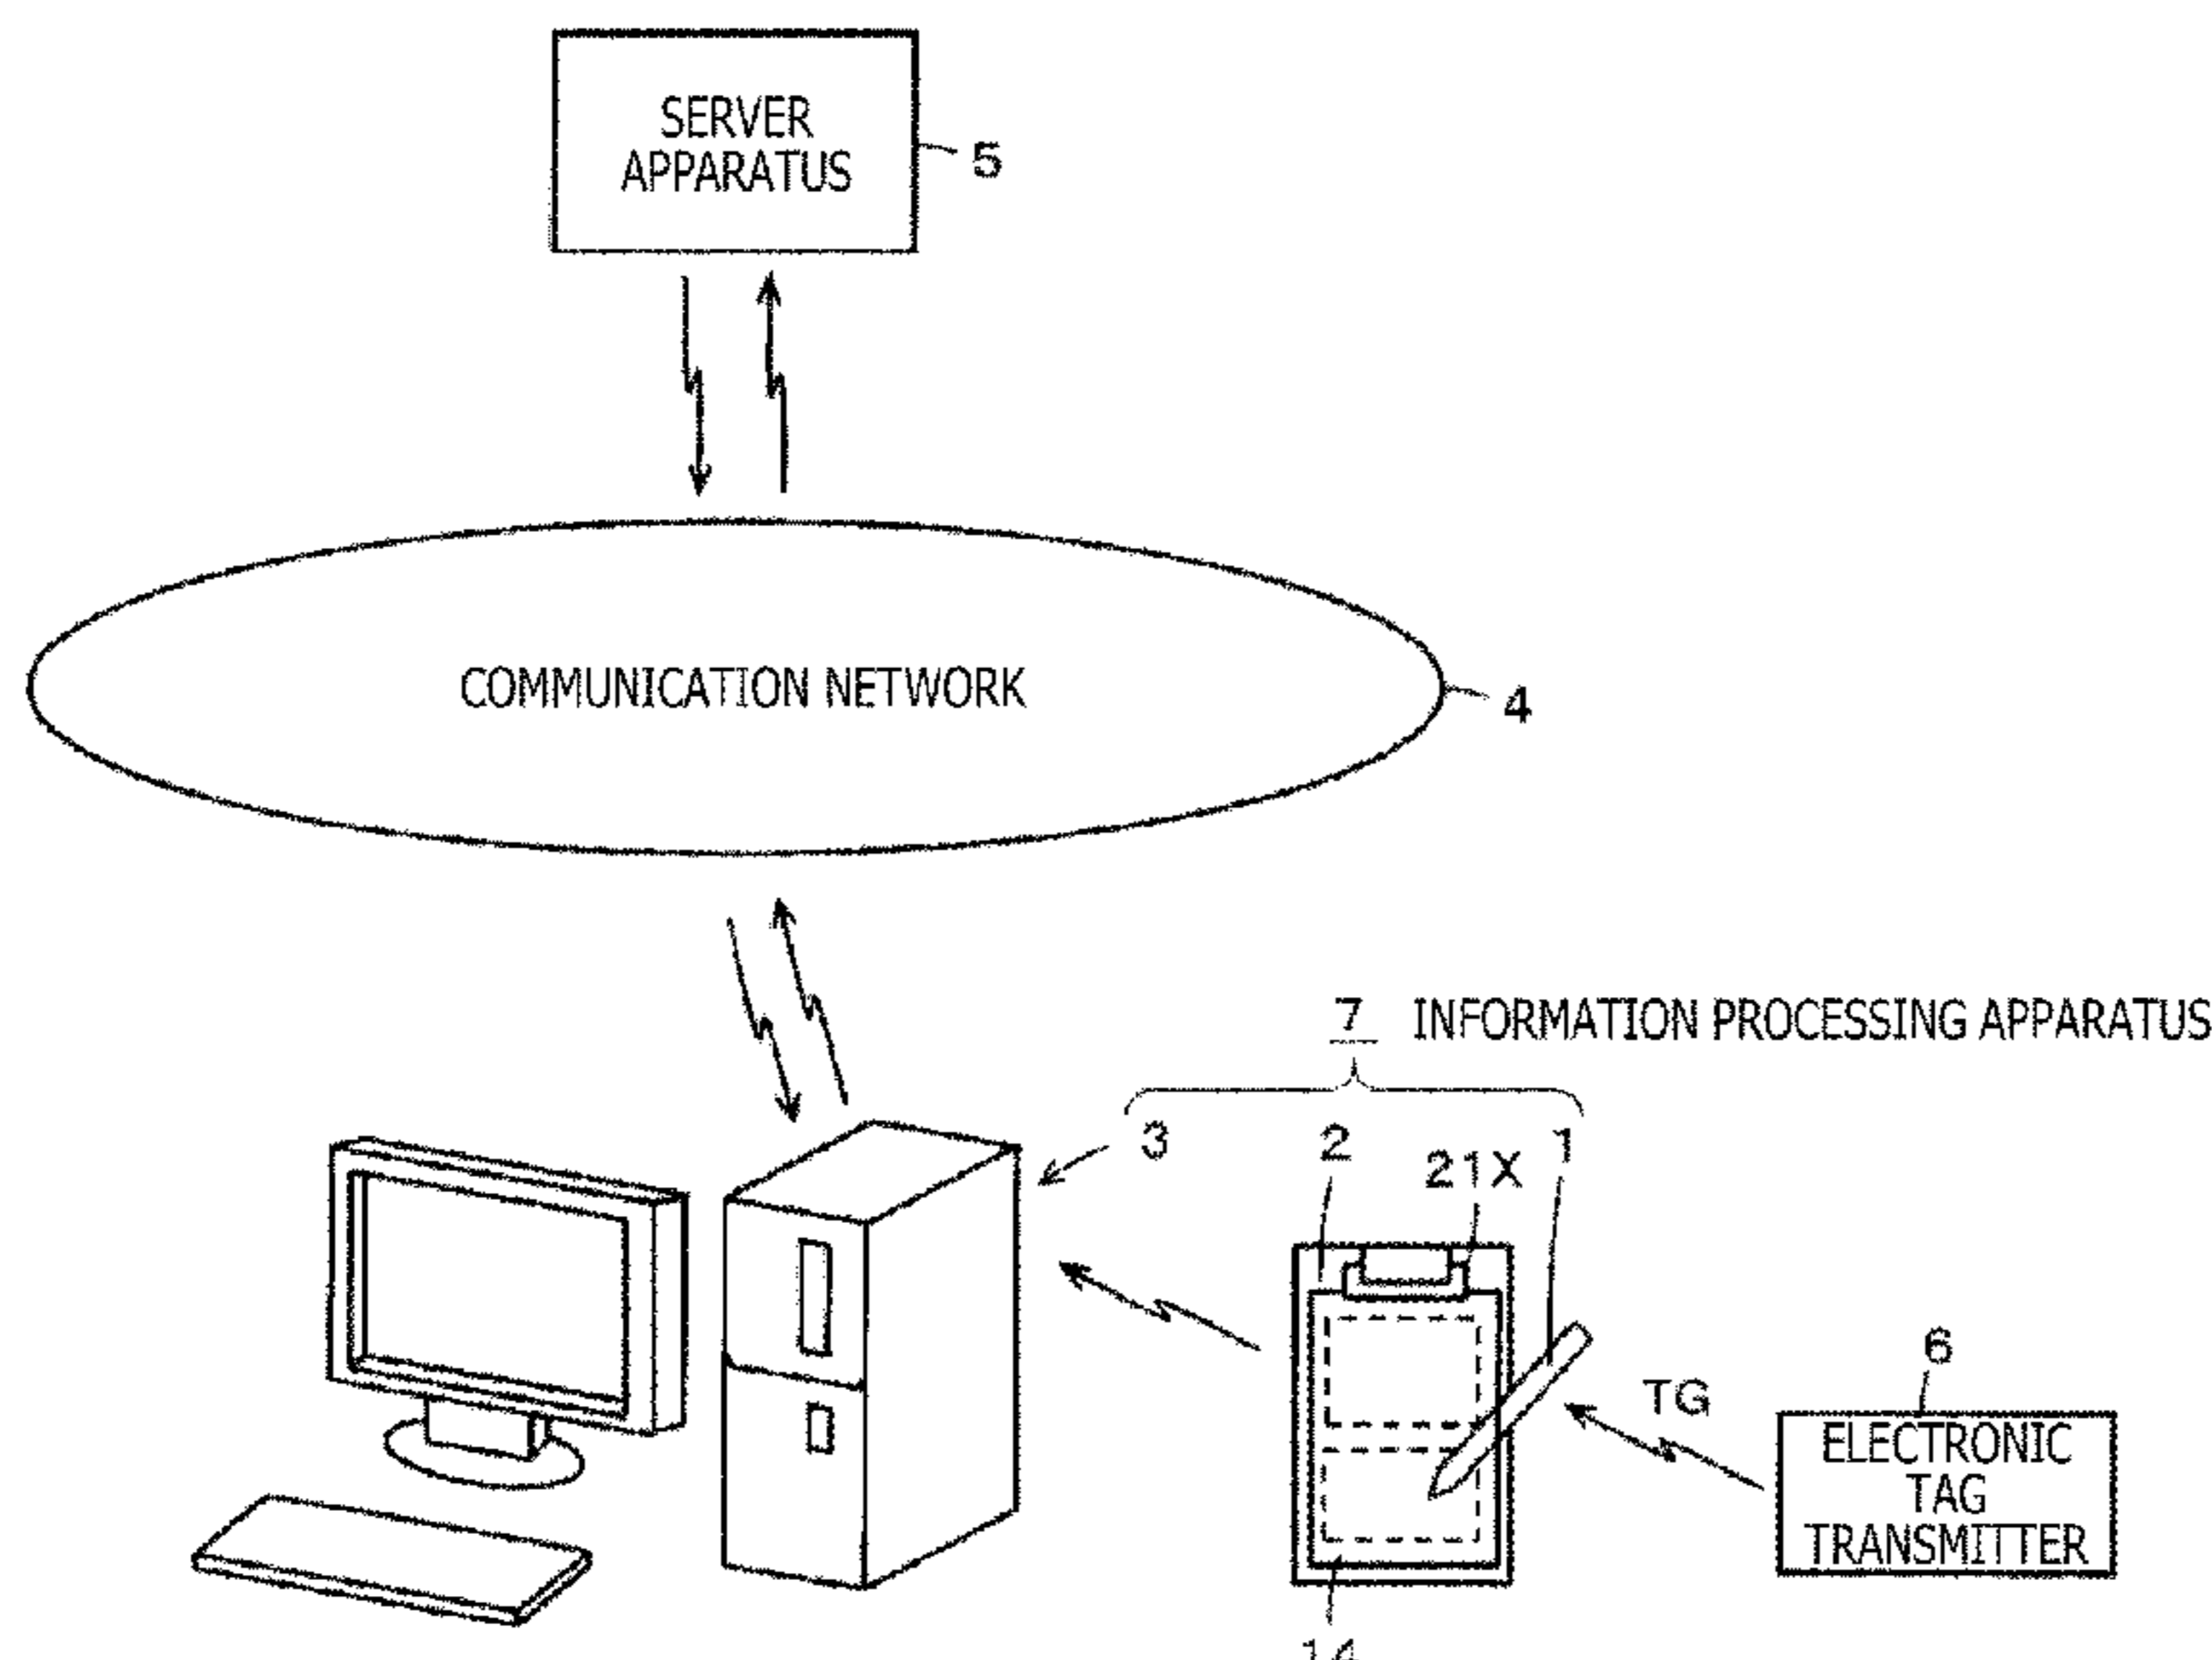 SERVER
APPARATUS
5
COMMUNICATION NETWORK
4
7 INFORMATION PROCESSING APPARATUS
3
2
21X
1
TG
6
ELECTRONIC
TAG
TRANSMITTER
14